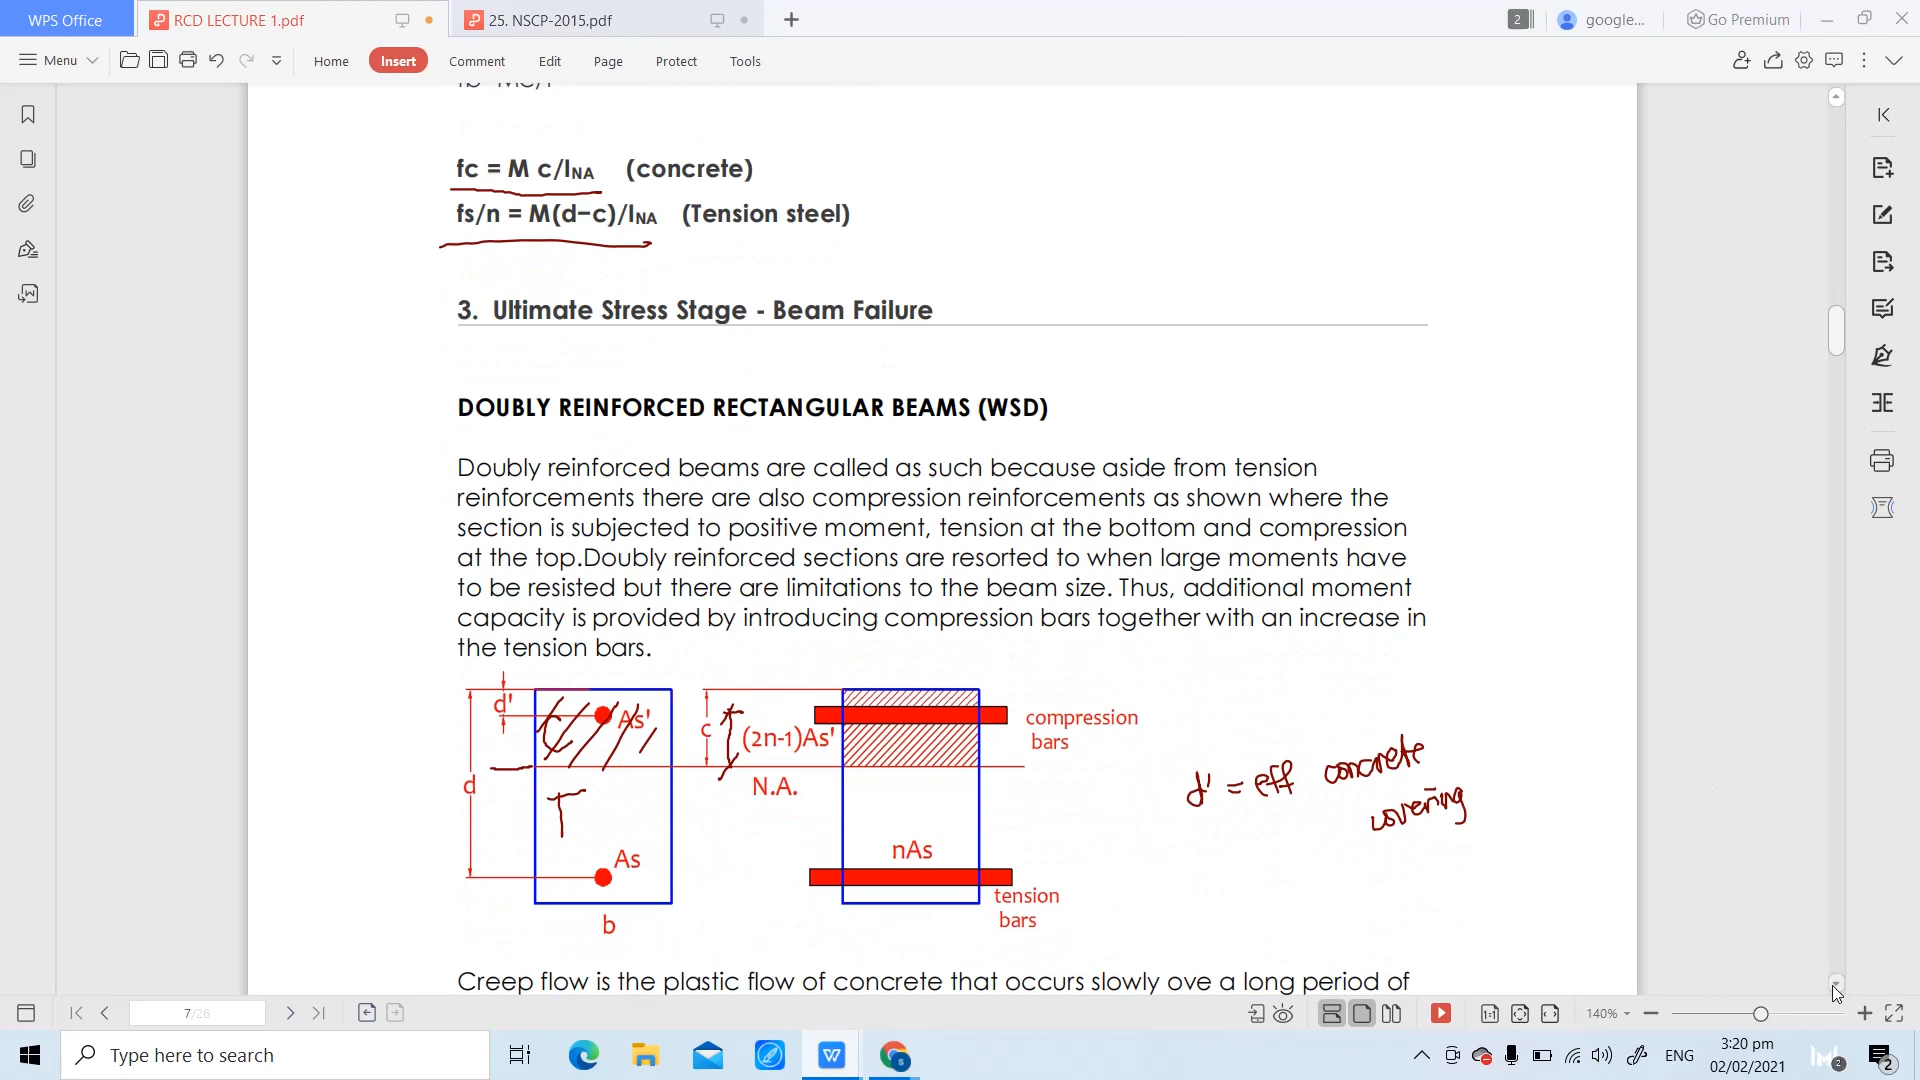 WPS Office
RCD LECTURE 1.pdf
25. NSCP-2015.pdf
2
google...
Go Premium
Menu
Home
Insert
Comment
Edit
Page
Protect
Tools
fc = M c/INA (concrete)
fs/n = M(d−c)/INA (Tension steel)
3. Ultimate Stress Stage - Beam Failure
DOUBLY REINFORCED RECTANGULAR BEAMS (WSD)
Doubly reinforced beams are called as such because aside from tension
reinforcements there are also compression reinforcements as shown where the
section is subjected to positive moment, tension at the bottom and compression
at the top.Doubly reinforced sections are resorted to when large moments have
to be resisted but there are limitations to the beam size. Thus, additional moment
capacity is provided by introducing compression bars together with an increase in
the tension bars.
d'
As'
C
c
(2n-1)As'
compression
bars
N.A.
d
T
d' = eff concrete
covering
As
nAs
tension
bars
b
Creep flow is the plastic flow of concrete that occurs slowly ove a long period of
7/26
1:1
140%
Type here to search
ENG
3:20 pm
02/02/2021
2
2